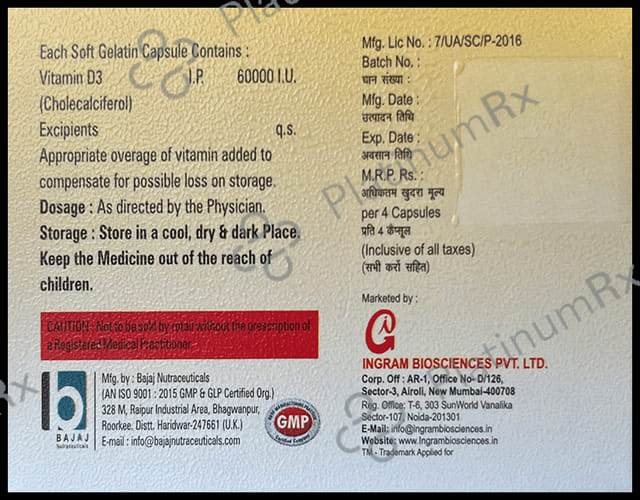 Each Soft Gelatin Capsule Contains :
Vitamin D3 I.P. 60000 I.U.
(Cholecalciferol)
Excipients q.s.
Appropriate overage of vitamin added to
compensate for possible loss on storage.
Dosage : As directed by the Physician.
Storage : Store in a cool, dry & dark Place.
Keep the Medicine out of the reach of
children.
CAUTION : Not to be sold by retail without the prescription of
a Registered Medical Practitioner.
b
BAJAJ
Nutraceuticals
Mfg. by : Bajaj Nutraceuticals
(AN ISO 9001 : 2015 GMP & GLP Certified Org.)
328 M, Raipur Industrial Area, Bhagwanpur,
Roorkee. Distt. Haridwar-247661 (U.K.)
E-mail : info@bajajnutraceuticals.com
GOOD MANUFACTURING PRACTICE
GMP
Certified Company
Mfg. Lic No. : 7/UA/SC/P-2016
Batch No. :
घान संख्या :
Mfg. Date :
उत्पादन तिथि
Exp. Date :
अवसान तिथि
M.R.P. Rs. :
अधिकतम खुदरा मूल्य
per 4 Capsules
प्रति 4 कैप्सूल
(Inclusive of all taxes)
(सभी करों सहित)
Marketed by :
INGRAM BIOSCIENCES PVT. LTD.
Corp. Off : AR-1, Office No- D/126,
Sector-3, Airoli, New Mumbai-400708
Reg. Office: T-6, 303 SunWorld Vanalika
Sector-107, Noida-201301
E-Mail: info@ingrambiosciences.in
Website: www.Ingrambiosciences.in
TM - Trademark Applied for
PlatinumRx
PlatinumRx